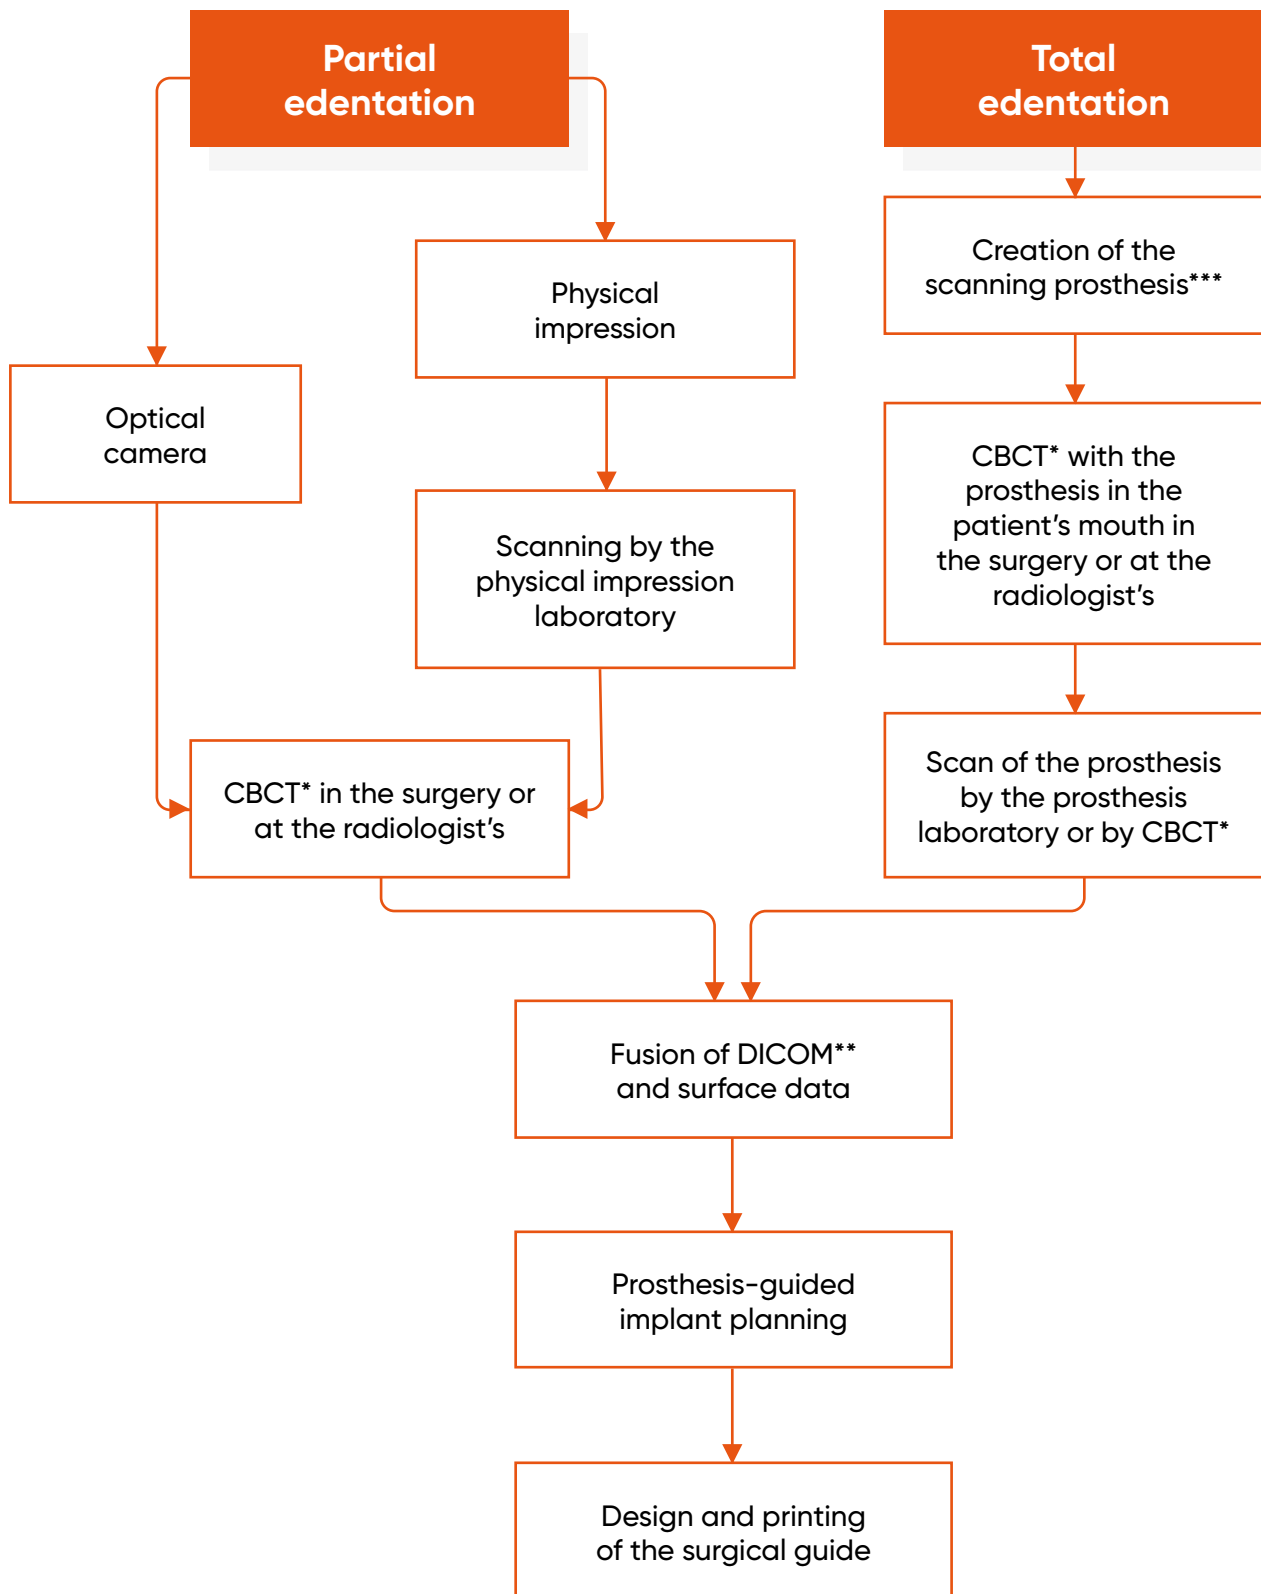 Partial
edentation
Total
edentation
Creation of the
scanning prosthesis***
Physical
impression
Optical
camera
CBCT* with the
prosthesis in the
patient’s mouth in
the surgery or at the
radiologist’s
Scanning by the
physical impression
laboratory
Scan of the prosthesis
by the prosthesis
laboratory or by CBCT*
CBCT* in the surgery or
at the radiologist’s
Fusion of DICOM**
and surface data
Prosthesis-guided
implant planning
Design and printing
of the surgical guide